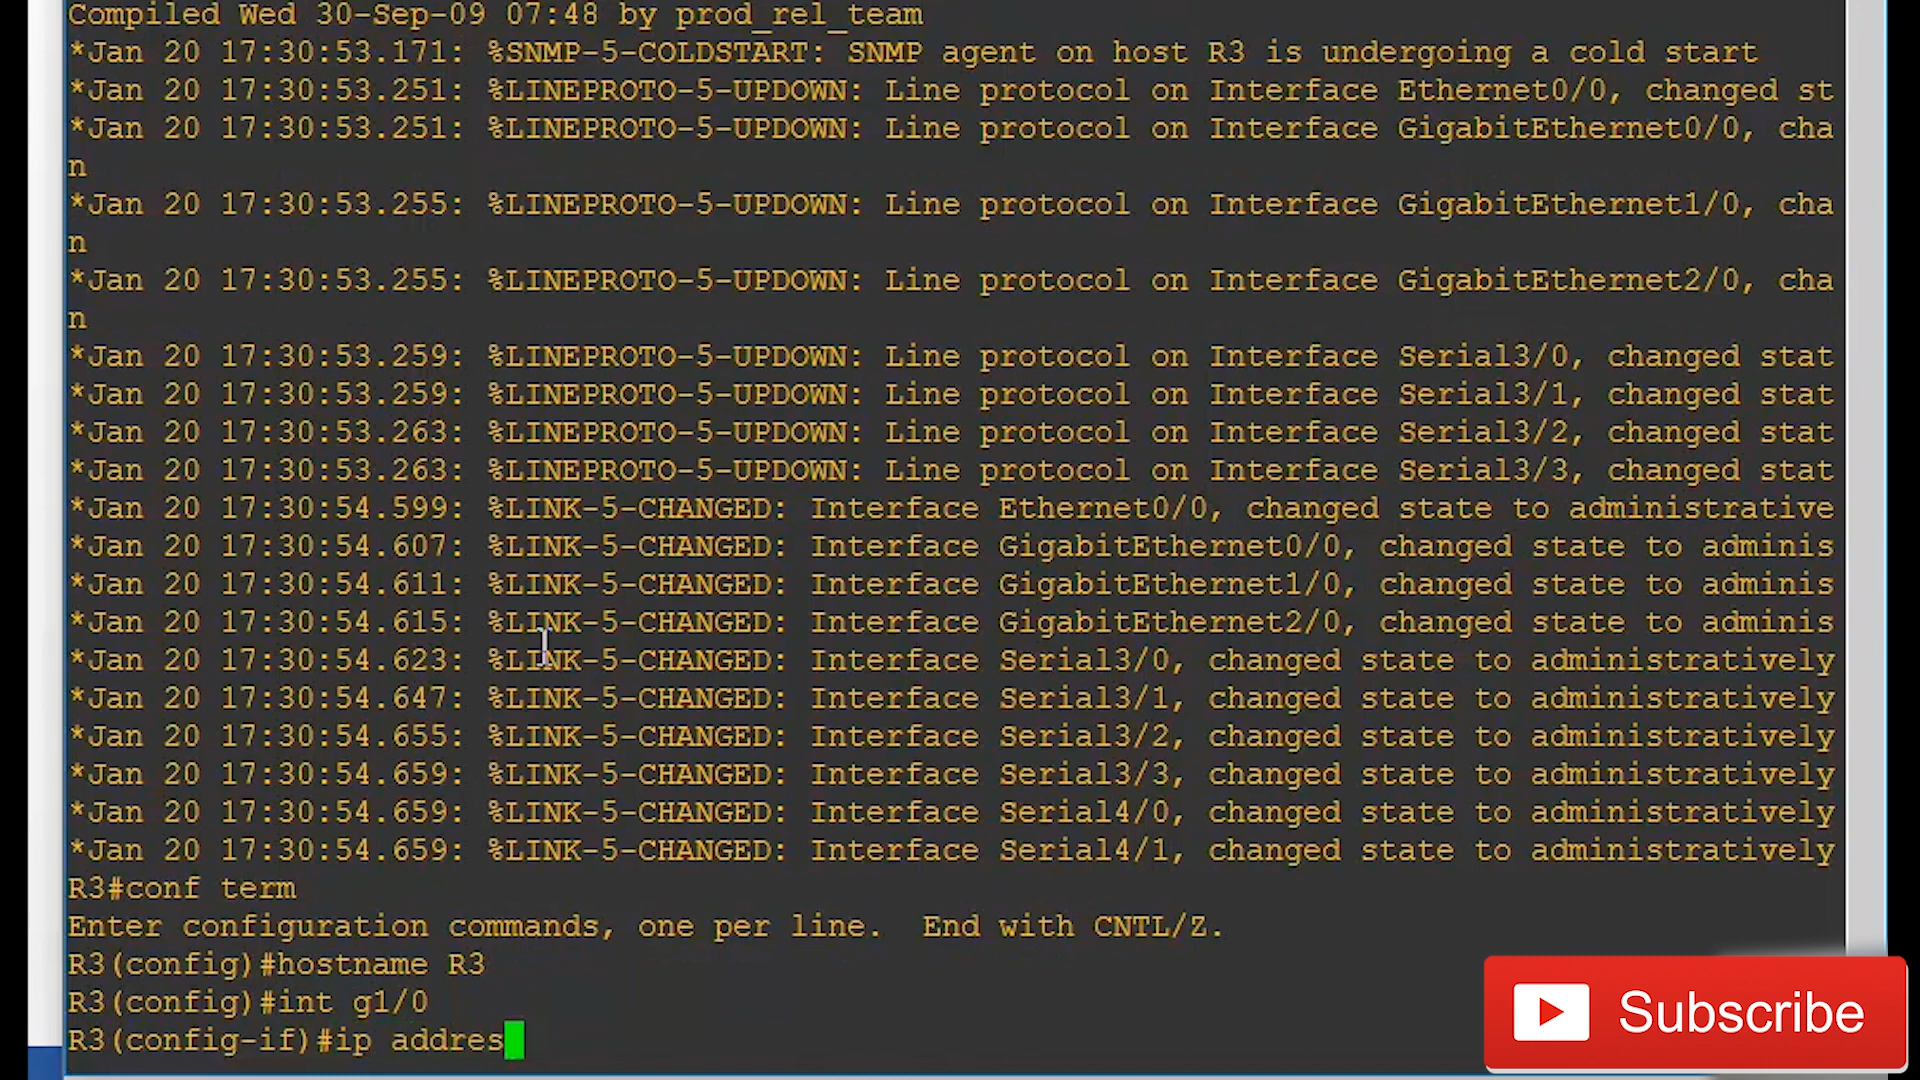 Compiled Wed 30-Sep-09 07:48 by prod_rel_team
*Jan 20 17:30:53.171: %SNMP-5-COLDSTART: SNMP agent on host R3 is undergoing a cold start
*Jan 20 17:30:53.251: %LINEPROTO-5-UPDOWN: Line protocol on Interface Ethernet0/0, changed st
*Jan 20 17:30:53.251: %LINEPROTO-5-UPDOWN: Line protocol on Interface GigabitEthernet0/0, cha
n
*Jan 20 17:30:53.255: %LINEPROTO-5-UPDOWN: Line protocol on Interface GigabitEthernet1/0, cha
n
*Jan 20 17:30:53.255: %LINEPROTO-5-UPDOWN: Line protocol on Interface GigabitEthernet2/0, cha
n
*Jan 20 17:30:53.259: %LINEPROTO-5-UPDOWN: Line protocol on Interface Serial3/0, changed stat
*Jan 20 17:30:53.259: %LINEPROTO-5-UPDOWN: Line protocol on Interface Serial3/1, changed stat
*Jan 20 17:30:53.263: %LINEPROTO-5-UPDOWN: Line protocol on Interface Serial3/2, changed stat
*Jan 20 17:30:53.263: %LINEPROTO-5-UPDOWN: Line protocol on Interface Serial3/3, changed stat
*Jan 20 17:30:54.599: %LINK-5-CHANGED: Interface Ethernet0/0, changed state to administrative
*Jan 20 17:30:54.607: %LINK-5-CHANGED: Interface GigabitEthernet0/0, changed state to adminis
*Jan 20 17:30:54.611: %LINK-5-CHANGED: Interface GigabitEthernet1/0, changed state to adminis
*Jan 20 17:30:54.615: %LINK-5-CHANGED: Interface GigabitEthernet2/0, changed state to adminis
*Jan 20 17:30:54.623: %LINK-5-CHANGED: Interface Serial3/0, changed state to administratively
*Jan 20 17:30:54.647: %LINK-5-CHANGED: Interface Serial3/1, changed state to administratively
*Jan 20 17:30:54.655: %LINK-5-CHANGED: Interface Serial3/2, changed state to administratively
*Jan 20 17:30:54.659: %LINK-5-CHANGED: Interface Serial3/3, changed state to administratively
*Jan 20 17:30:54.659: %LINK-5-CHANGED: Interface Serial4/0, changed state to administratively
*Jan 20 17:30:54.659: %LINK-5-CHANGED: Interface Serial4/1, changed state to administratively
R3#conf term
Enter configuration commands, one per line.  End with CNTL/Z.
R3(config)#hostname R3
R3(config)#int g1/0
R3(config-if)#ip addres
Subscribe